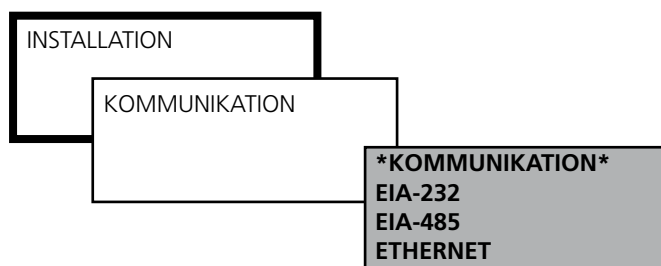 INSTALLATION
KOMMUNIKATION
*KOMMUNIKATION*
EIA-232
EIA-485
ETHERNET